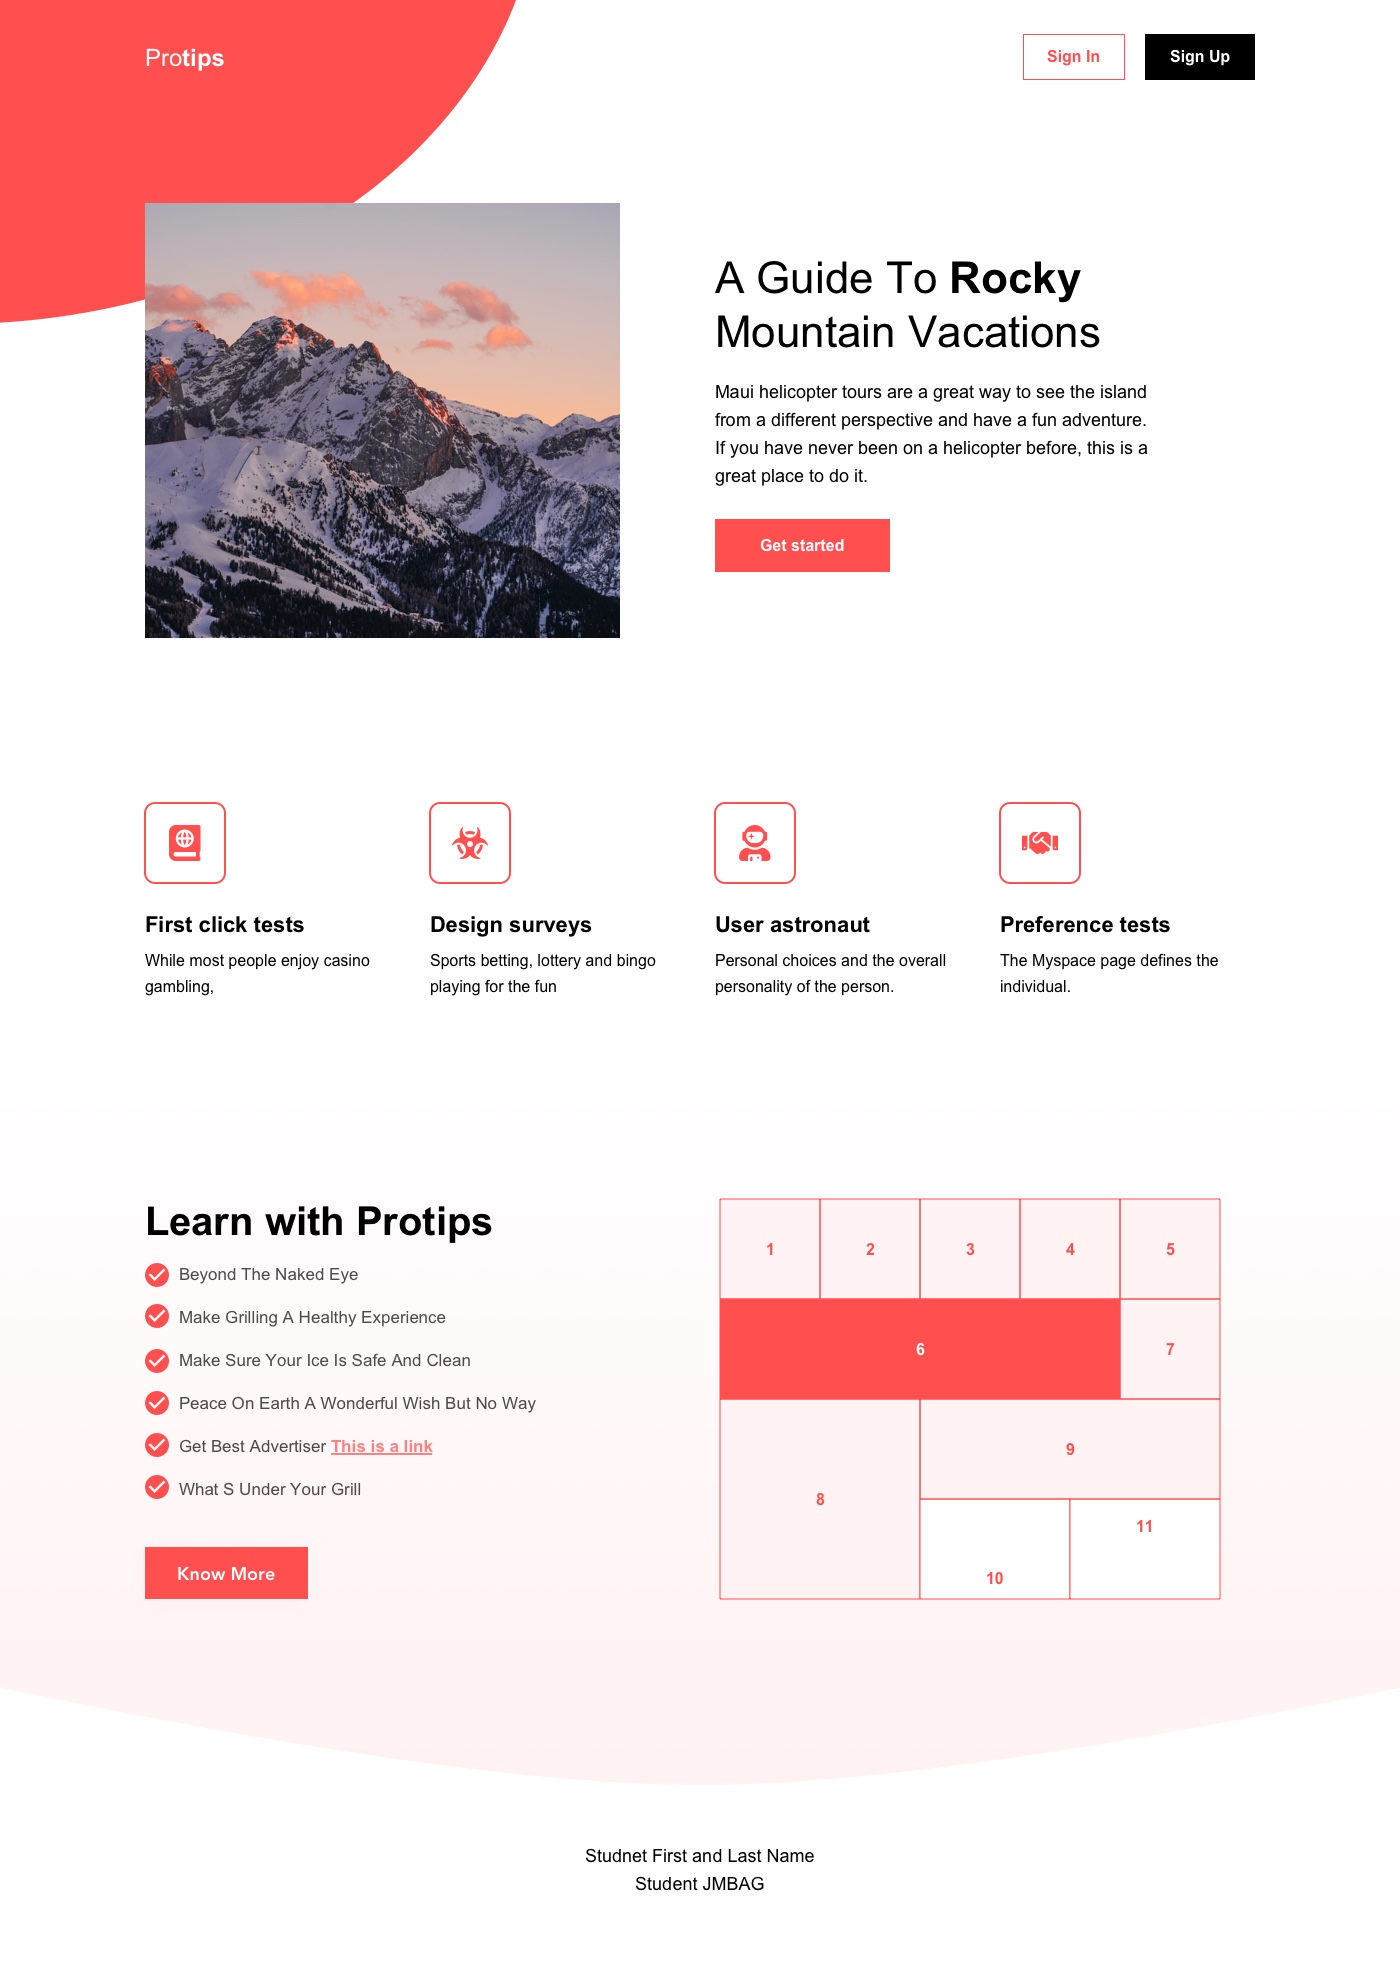 Protips
Sign In
Sign Up
A Guide To Rocky
Mountain Vacations
Maui helicopter tours are a great way to see the island
from a different perspective and have a fun adventure.
If you have never been on a helicopter before, this is a
great place to do it.
Get started
First click tests
While most people enjoy casino
gambling,
Design surveys
Sports betting, lottery and bingo
playing for the fun
User astronaut
Personal choices and the overall
personality of the person.
Preference tests
The Myspace page defines the
individual.
Learn with Protips
Beyond The Naked Eye
Make Grilling A Healthy Experience
Make Sure Your Ice Is Safe And Clean
Peace On Earth A Wonderful Wish But No Way
Get Best Advertiser This is a link
What S Under Your Grill
Know More
1 2 3 4 5
6 7
8
9
10
11
Studnet First and Last Name
Student JMBAG